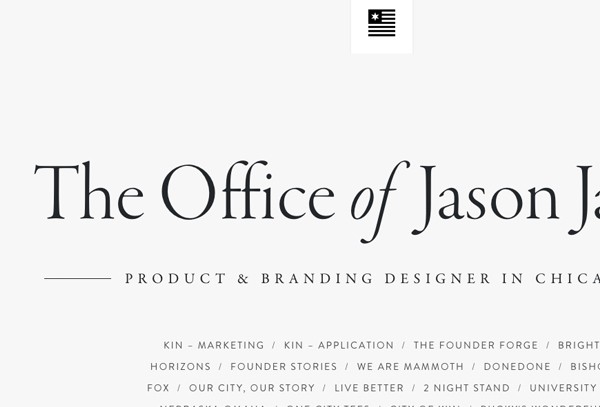 The Office of Jason Ja
PRODUCT & BRANDING DESIGNER IN CHICA
KIN – MARKETING / KIN – APPLICATION / THE FOUNDER FORGE / BRIGHT
HORIZONS / FOUNDER STORIES / WE ARE MAMMOTH / DONEDONE / BISHO
FOX / OUR CITY, OUR STORY / LIVE BETTER / 2 NIGHT STAND / UNIVERSITY